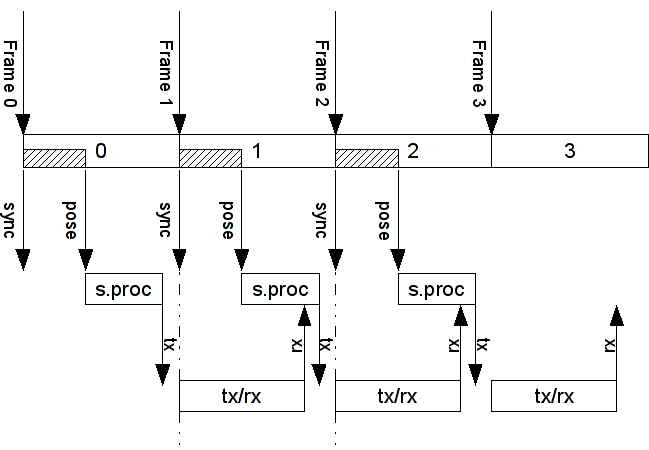 Frame 0
Frame 1
Frame 2
Frame 3
0
1
2
3
sync
pose
sync
pose
sync
pose
s.proc
s.proc
s.proc
tx
rx
tx
rx
tx
rx
tx/rx
tx/rx
tx/rx